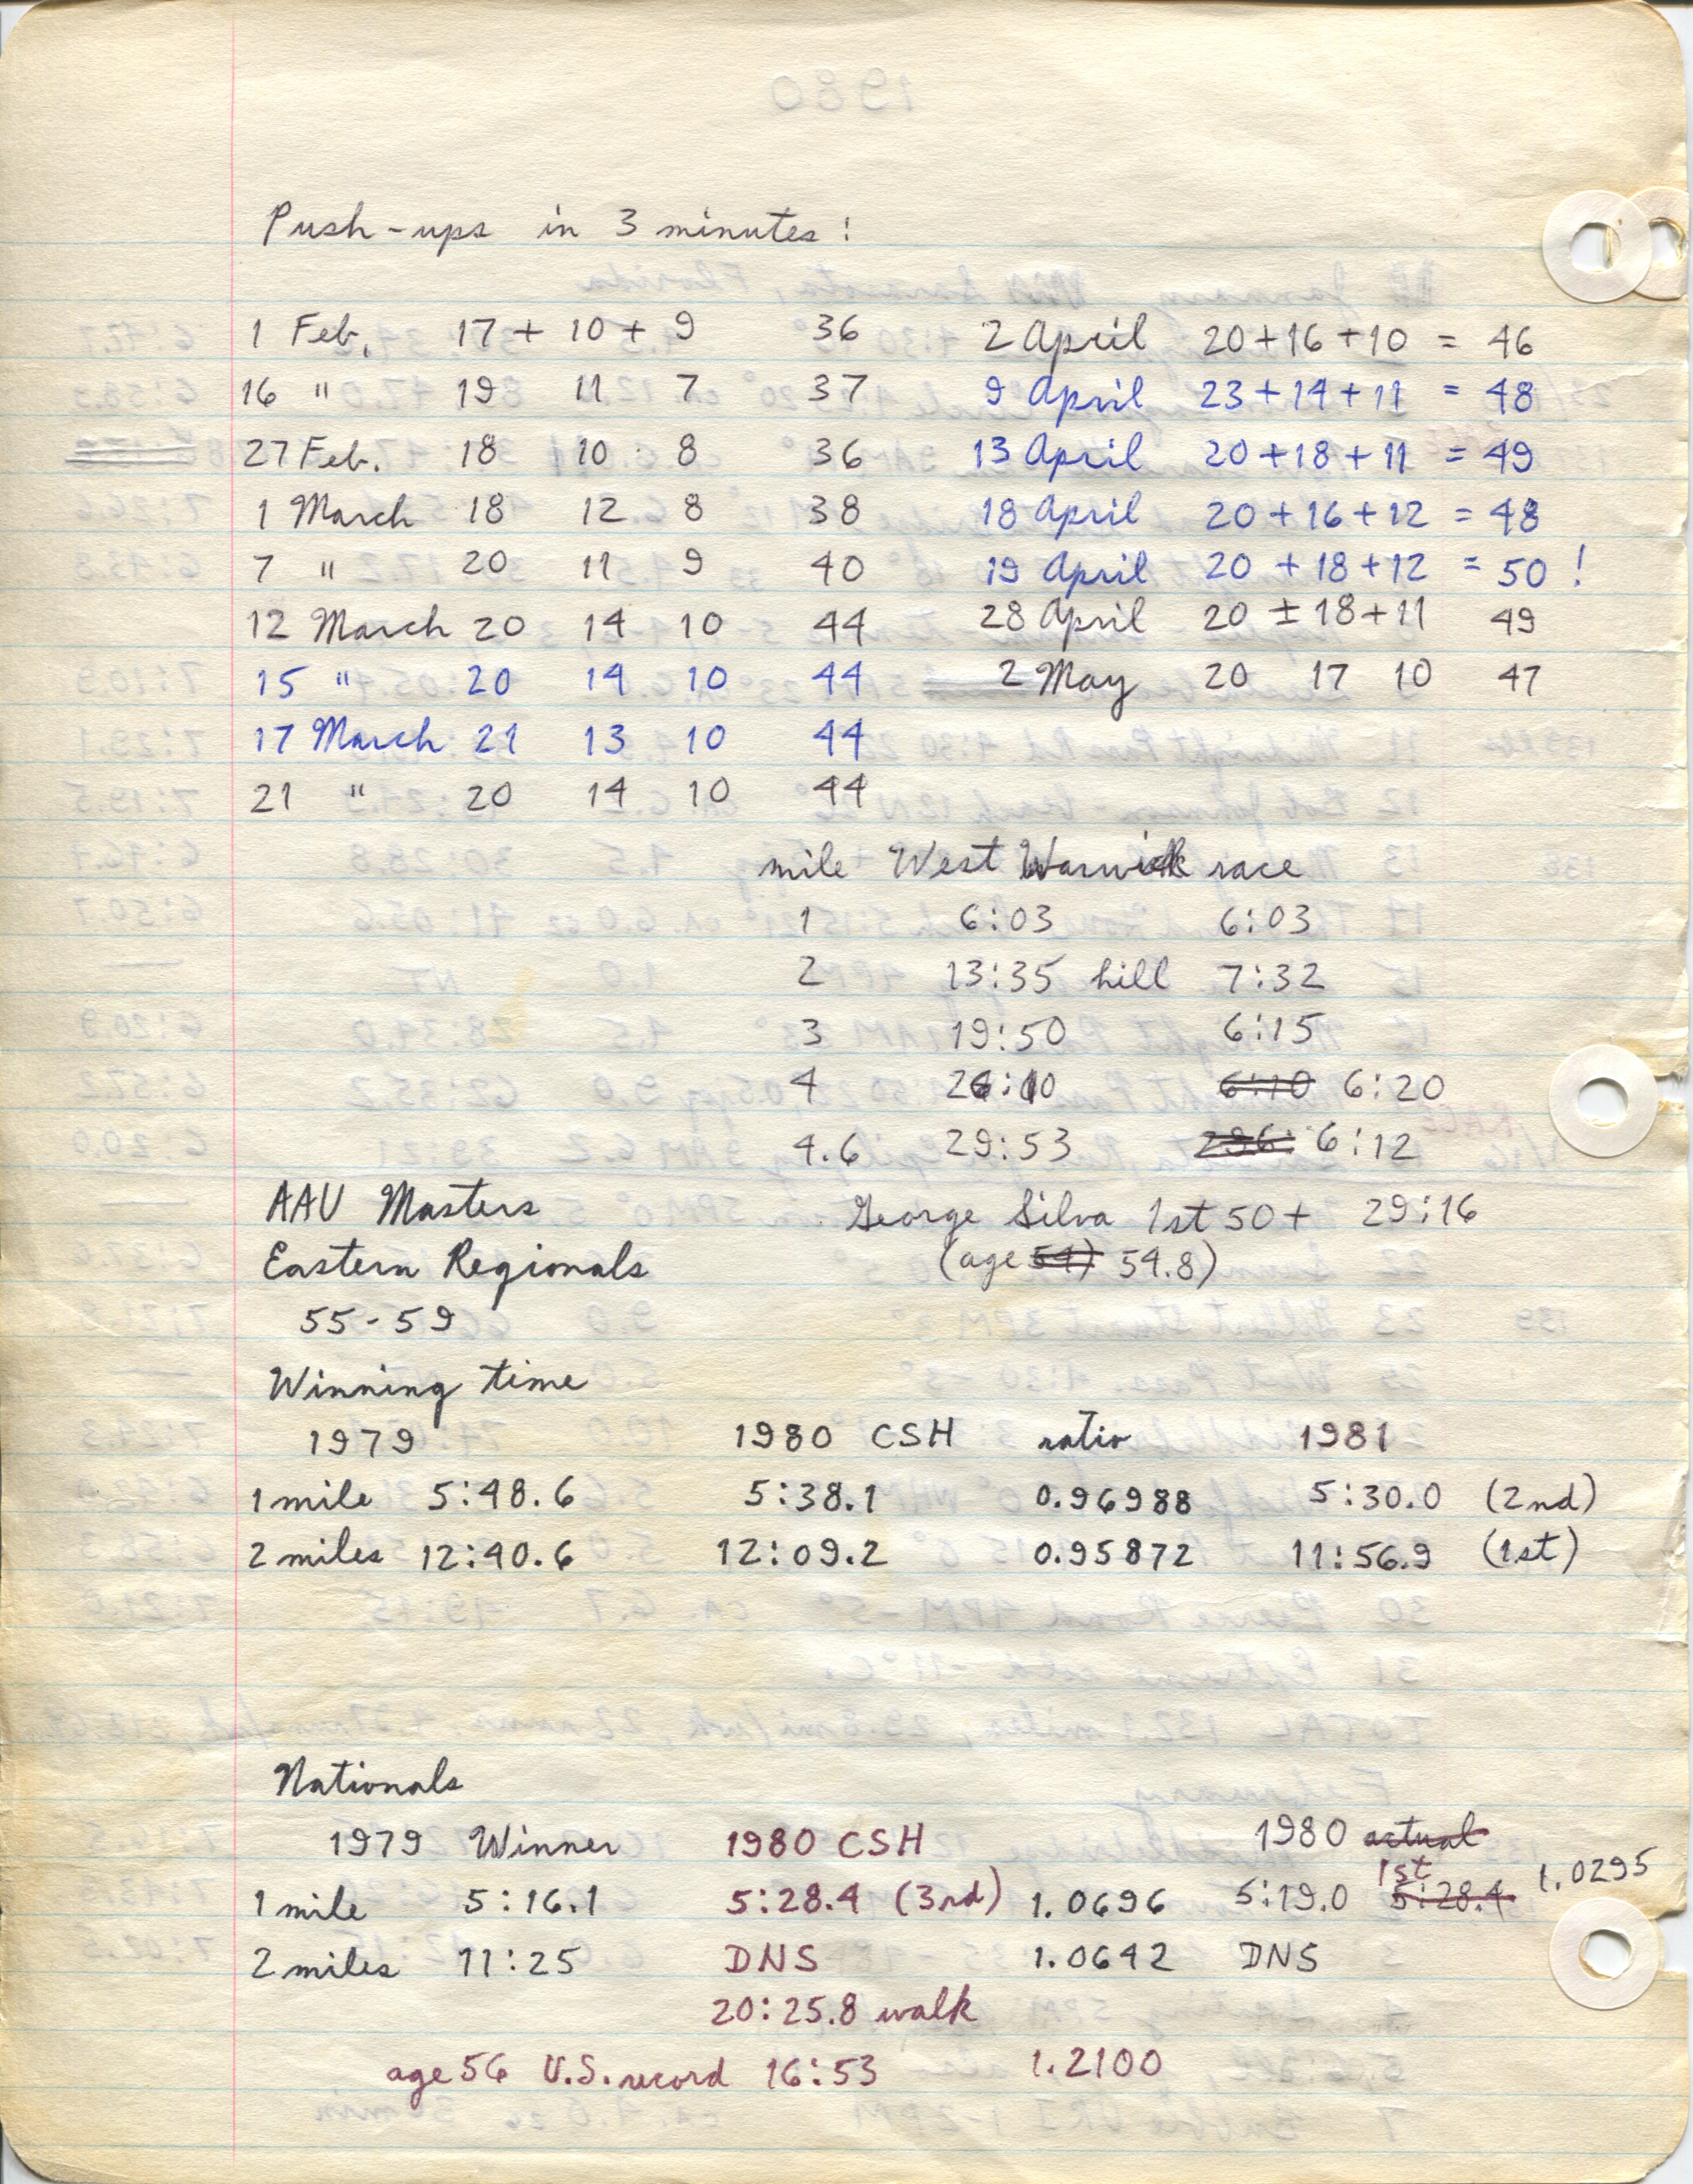 Push-ups in 3 minutes:
1 Feb. 17 + 10 + 9 36 2 April 20+16+10 = 46
16 " 19 11 7 37 9 April 23+14+11 = 48
27 Feb. 18 10 8 36 13 April 20+18+11 = 49
1 March 18 12 8 38 18 April 20+16+12 = 48
7 " 20 11 9 40 19 April 20+18+12 = 50!
12 March 20 14 10 44 28 April 20 ± 18+11 49
15 " 20 14 10 44 2 May 20 17 10 47
17 March 21 13 10 44
21 " 20 14 10 44
mile West Warwick race
1 6:03 6:03
2 13:35 hill 7:32
3 19:50 6:15
4 26:10 6:10 6:20
4.6 29:53 6:12
AAU Masters George Silva 1st 50+ 29:16
Eastern Regionals (age 54) 54.8)
55-59
Winning time
1979 1980 CSH ratio 1981
1 mile 5:48.6 5:38.1 0.96988 5:30.0 (2nd)
2 miles 12:40.6 12:09.2 0.95872 11:56.9 (1st)
Nationals
1979 Winner 1980 CSH 1980 actual
1 mile 5:16.1 5:28.4 (3rd) 1.0696 5:19.0 1st 5:28.4 1.0295
2 miles 11:25 DNS 1.0642 DNS
20:25.8 walk
age 56 U.S. record 16:53 1.2100